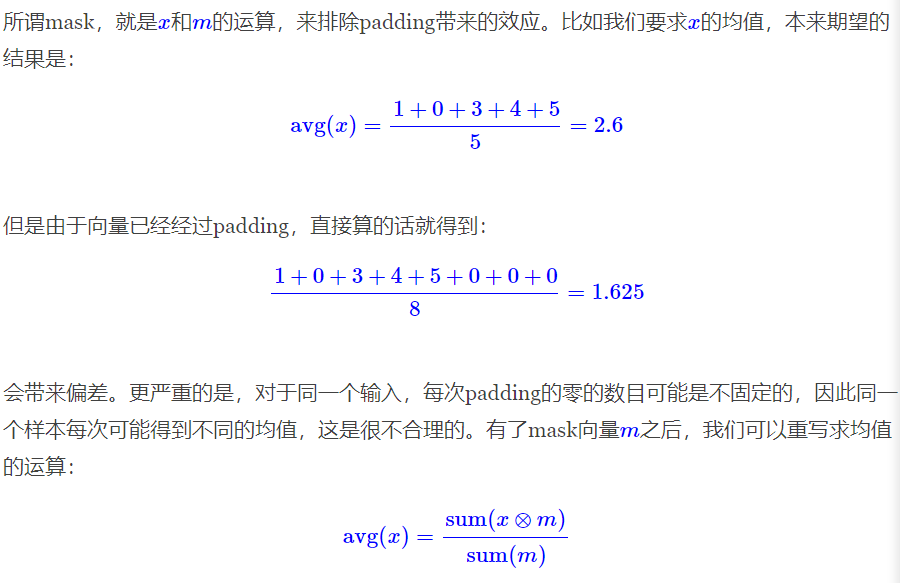 所谓mask，就是x和m的运算，来排除padding带来的效应。比如我们要求x的均值，本来期望的
结果是：
avg(x) = \frac{1 + 0 + 3 + 4 + 5}{5} = 2.6
但是由于向量已经经过padding，直接算的话就得到：
\frac{1 + 0 + 3 + 4 + 5 + 0 + 0 + 0}{8} = 1.625
会带来偏差。更严重的是，对于同一个输入，每次padding的零的数目可能是不固定的，因此同一
个样本每次可能得到不同的均值，这是很不合理的。有了mask向量m之后，我们可以重写求均值
的运算：
avg(x) = \frac{sum(x ⊗ m)}{sum(m)}